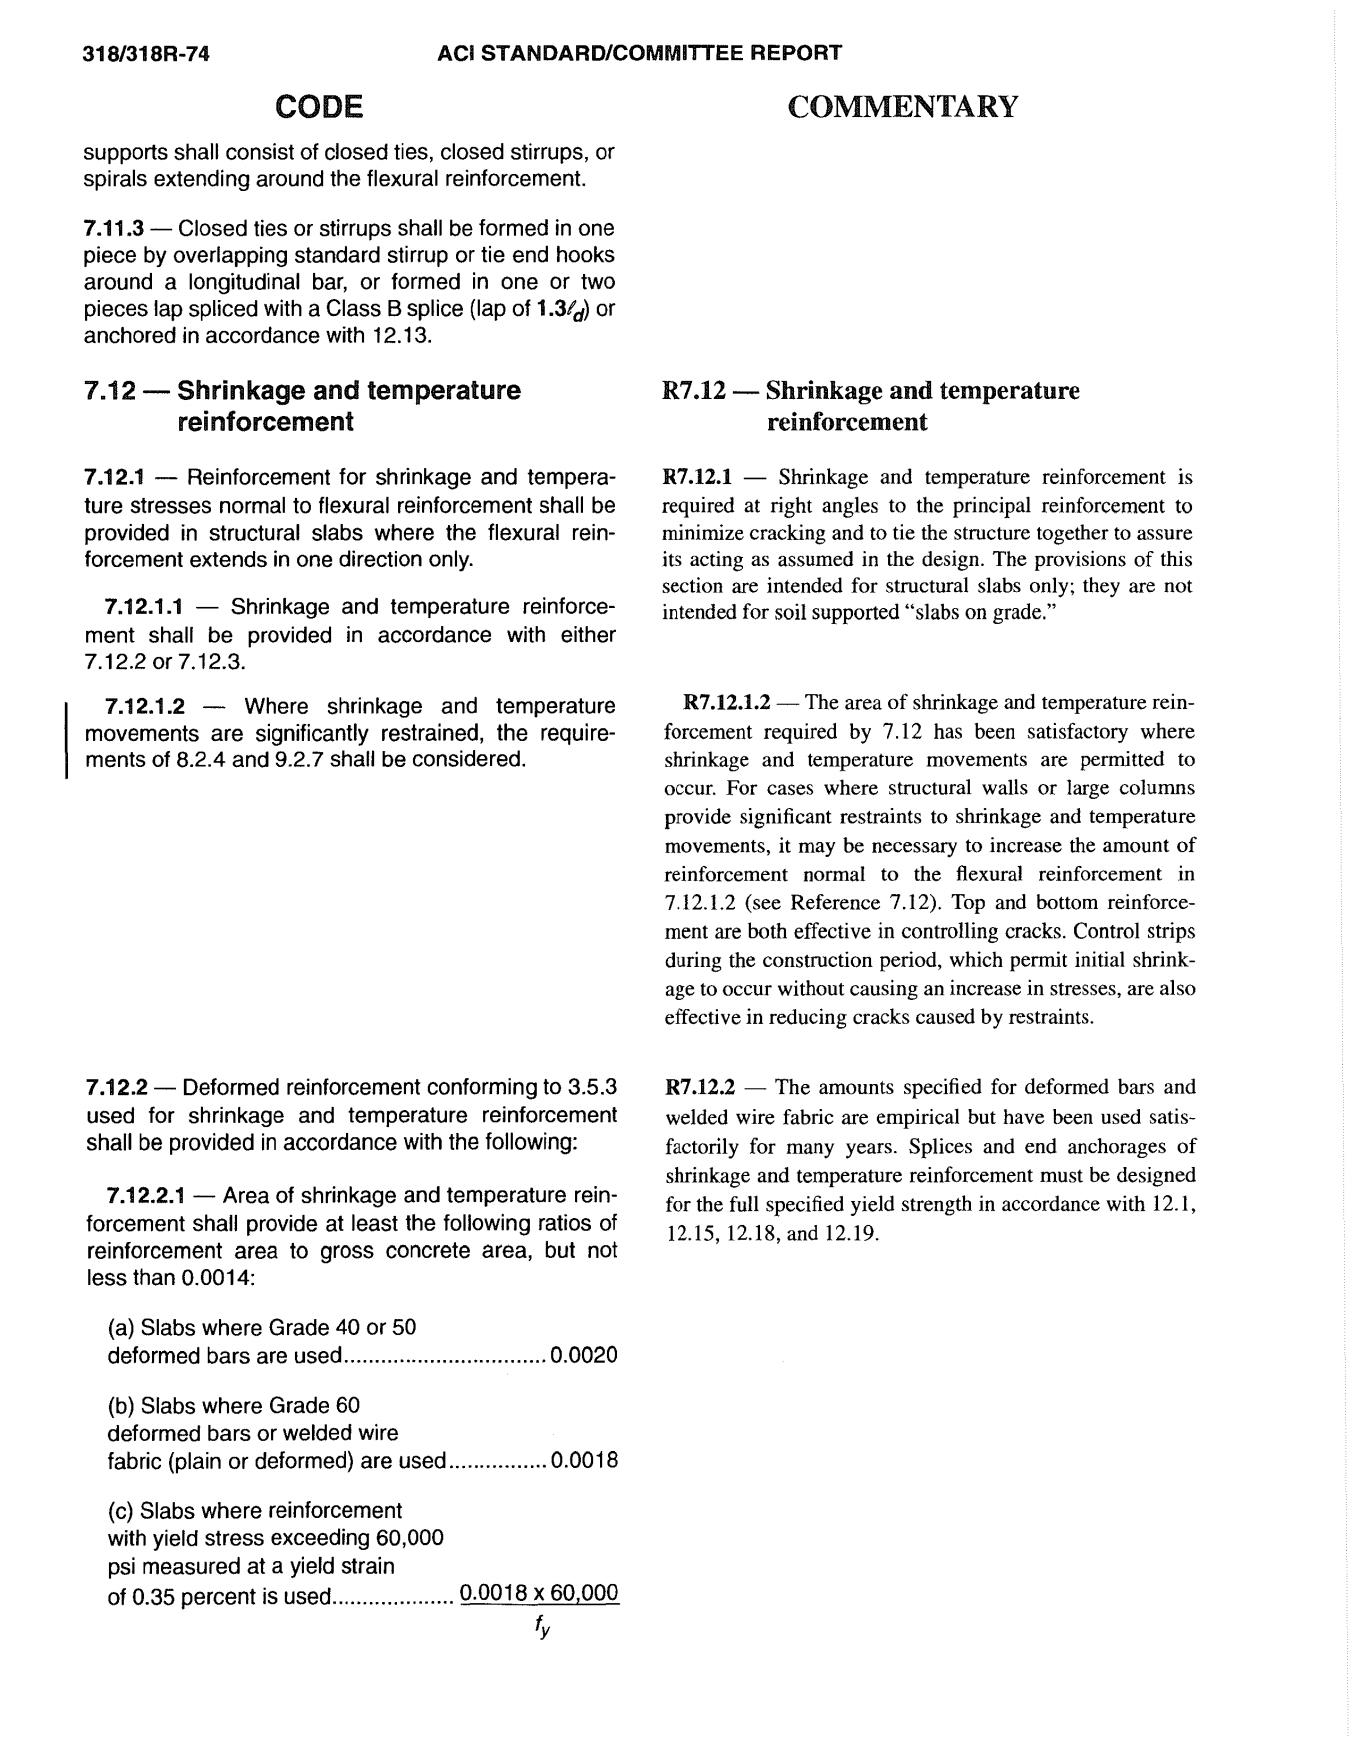 318/318R-74
ACI STANDARD/COMMITTEE REPORT
CODE
supports shall consist of closed ties, closed stirrups, or
spirals extending around the flexural reinforcement.
7.11.3 — Closed ties or stirrups shall be formed in one
piece by overlapping standard stirrup or tie end hooks
around a longitudinal bar, or formed in one or two
pieces lap spliced with a Class B splice (lap of 1.3ℓd) or
anchored in accordance with 12.13.
7.12 — Shrinkage and temperature
reinforcement
7.12.1 — Reinforcement for shrinkage and tempera-
ture stresses normal to flexural reinforcement shall be
provided in structural slabs where the flexural rein-
forcement extends in one direction only.
7.12.1.1 — Shrinkage and temperature reinforce-
ment shall be provided in accordance with either
7.12.2 or 7.12.3.
7.12.1.2 — Where shrinkage and temperature
movements are significantly restrained, the require-
ments of 8.2.4 and 9.2.7 shall be considered.
7.12.2 — Deformed reinforcement conforming to 3.5.3
used for shrinkage and temperature reinforcement
shall be provided in accordance with the following:
7.12.2.1 — Area of shrinkage and temperature rein-
forcement shall provide at least the following ratios of
reinforcement area to gross concrete area, but not
less than 0.0014:
(a) Slabs where Grade 40 or 50
deformed bars are used................................. 0.0020
(b) Slabs where Grade 60
deformed bars or welded wire
fabric (plain or deformed) are used................ 0.0018
(c) Slabs where reinforcement
with yield stress exceeding 60,000
psi measured at a yield strain
of 0.35 percent is used.................... 0.0018 x 60,000
fy
COMMENTARY
R7.12 — Shrinkage and temperature
reinforcement
R7.12.1 — Shrinkage and temperature reinforcement is
required at right angles to the principal reinforcement to
minimize cracking and to tie the structure together to assure
its acting as assumed in the design. The provisions of this
section are intended for structural slabs only; they are not
intended for soil supported “slabs on grade.”
R7.12.1.2 — The area of shrinkage and temperature rein-
forcement required by 7.12 has been satisfactory where
shrinkage and temperature movements are permitted to
occur. For cases where structural walls or large columns
provide significant restraints to shrinkage and temperature
movements, it may be necessary to increase the amount of
reinforcement normal to the flexural reinforcement in
7.12.1.2 (see Reference 7.12). Top and bottom reinforce-
ment are both effective in controlling cracks. Control strips
during the construction period, which permit initial shrink-
age to occur without causing an increase in stresses, are also
effective in reducing cracks caused by restraints.
R7.12.2 — The amounts specified for deformed bars and
welded wire fabric are empirical but have been used satis-
factorily for many years. Splices and end anchorages of
shrinkage and temperature reinforcement must be designed
for the full specified yield strength in accordance with 12.1,
12.15, 12.18, and 12.19.